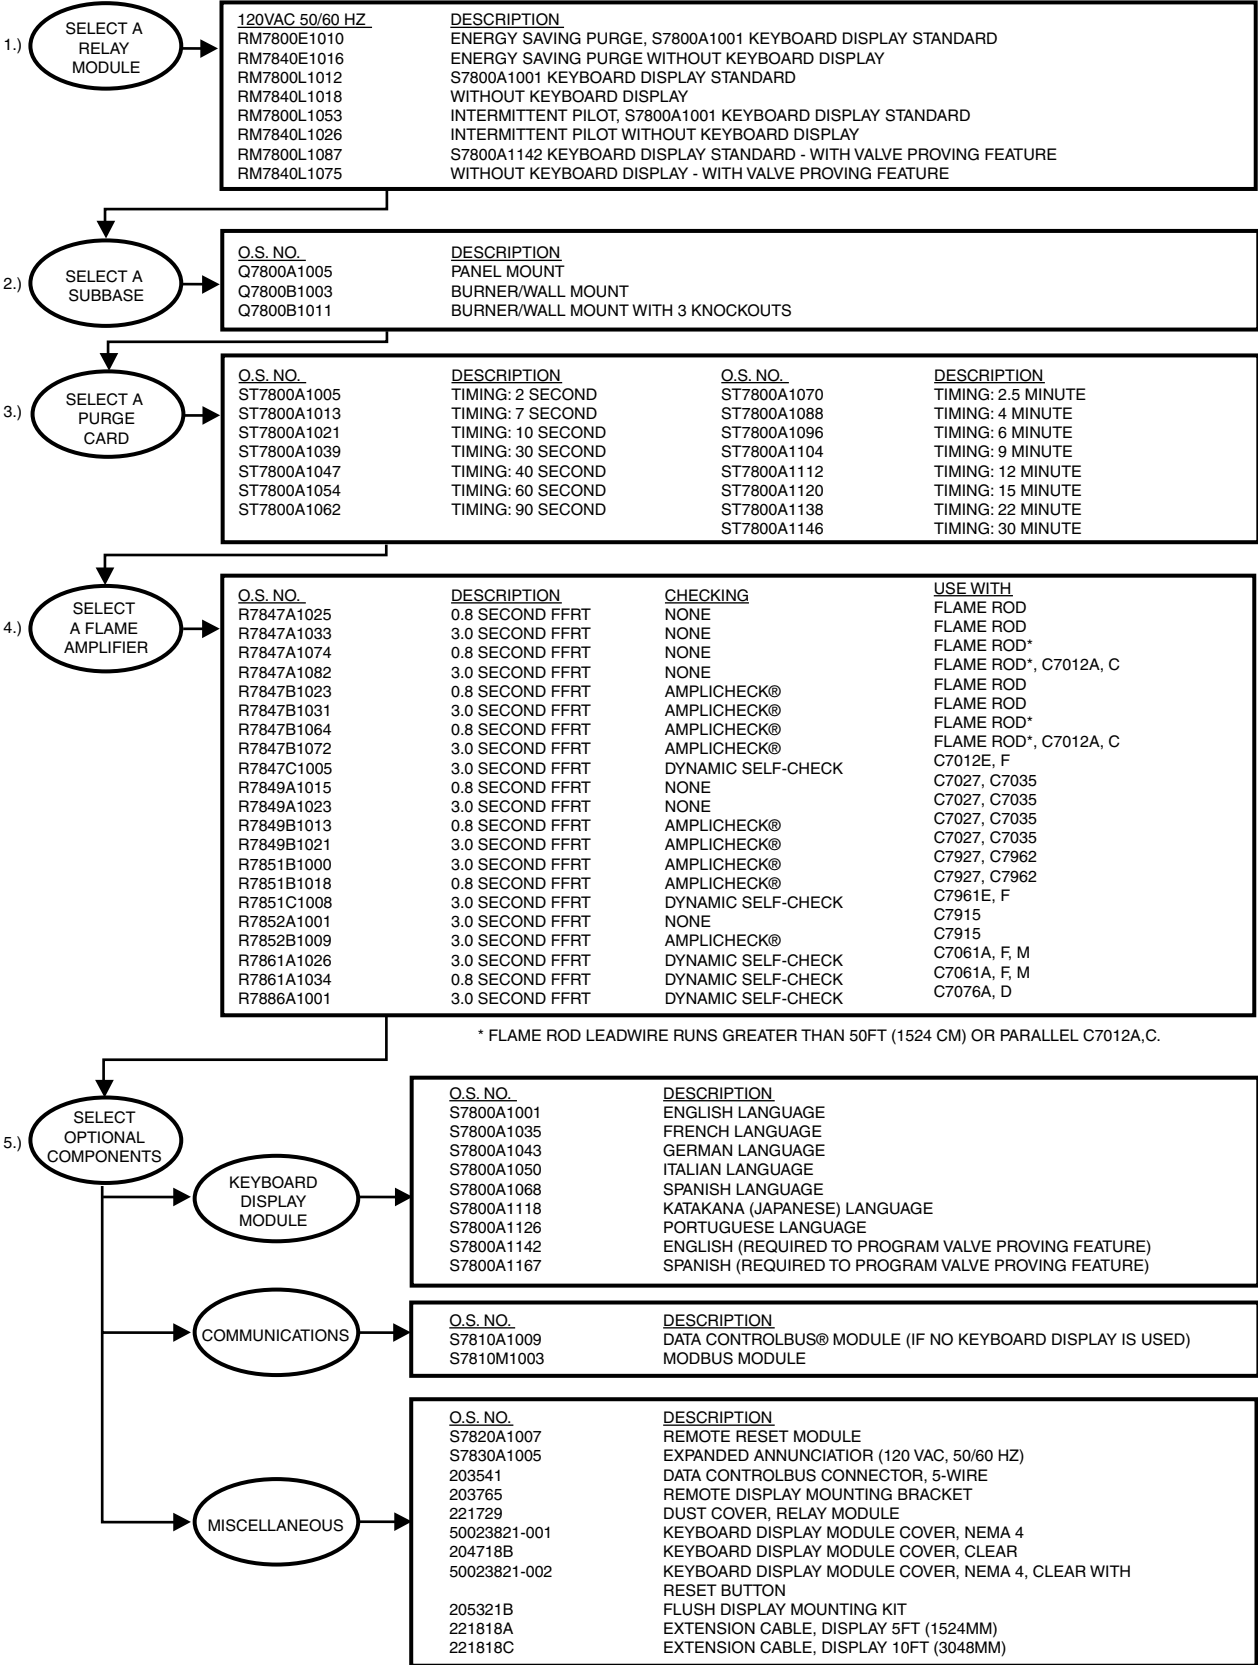 1.)
SELECT A
RELAY
MODULE
120VAC 50/60 HZ DESCRIPTION
RM7800E1010 ENERGY SAVING PURGE, S7800A1001 KEYBOARD DISPLAY STANDARD
RM7840E1016 ENERGY SAVING PURGE WITHOUT KEYBOARD DISPLAY
RM7800L1012 S7800A1001 KEYBOARD DISPLAY STANDARD
RM7840L1018 WITHOUT KEYBOARD DISPLAY
RM7800L1053 INTERMITTENT PILOT, S7800A1001 KEYBOARD DISPLAY STANDARD
RM7840L1026 INTERMITTENT PILOT WITHOUT KEYBOARD DISPLAY
RM7800L1087 S7800A1142 KEYBOARD DISPLAY STANDARD - WITH VALVE PROVING FEATURE
RM7840L1075 WITHOUT KEYBOARD DISPLAY - WITH VALVE PROVING FEATURE
2.)
SELECT A
SUBBASE
O.S. NO. DESCRIPTION
Q7800A1005 PANEL MOUNT
Q7800B1003 BURNER/WALL MOUNT
Q7800B1011 BURNER/WALL MOUNT WITH 3 KNOCKOUTS
3.)
SELECT A
PURGE
CARD
O.S. NO. DESCRIPTION O.S. NO. DESCRIPTION
ST7800A1005 TIMING: 2 SECOND ST7800A1070 TIMING: 2.5 MINUTE
ST7800A1013 TIMING: 7 SECOND ST7800A1088 TIMING: 4 MINUTE
ST7800A1021 TIMING: 10 SECOND ST7800A1096 TIMING: 6 MINUTE
ST7800A1039 TIMING: 30 SECOND ST7800A1104 TIMING: 9 MINUTE
ST7800A1047 TIMING: 40 SECOND ST7800A1112 TIMING: 12 MINUTE
ST7800A1054 TIMING: 60 SECOND ST7800A1120 TIMING: 15 MINUTE
ST7800A1062 TIMING: 90 SECOND ST7800A1138 TIMING: 22 MINUTE
ST7800A1146 TIMING: 30 MINUTE
4.)
SELECT
A FLAME
AMPLIFIER
O.S. NO. DESCRIPTION CHECKING USE WITH
R7847A1025 0.8 SECOND FFRT NONE FLAME ROD
R7847A1033 3.0 SECOND FFRT NONE FLAME ROD
R7847A1074 0.8 SECOND FFRT NONE FLAME ROD*
R7847A1082 3.0 SECOND FFRT NONE FLAME ROD*, C7012A, C
R7847B1023 0.8 SECOND FFRT AMPLICHECK® FLAME ROD
R7847B1031 3.0 SECOND FFRT AMPLICHECK® FLAME ROD
R7847B1064 0.8 SECOND FFRT AMPLICHECK® FLAME ROD*
R7847B1072 3.0 SECOND FFRT AMPLICHECK® FLAME ROD*, C7012A, C
R7847C1005 3.0 SECOND FFRT DYNAMIC SELF-CHECK C7012E, F
R7849A1015 0.8 SECOND FFRT NONE C7027, C7035
R7849A1023 3.0 SECOND FFRT NONE C7027, C7035
R7849B1013 0.8 SECOND FFRT AMPLICHECK® C7027, C7035
R7849B1021 3.0 SECOND FFRT AMPLICHECK® C7027, C7035
R7851B1000 3.0 SECOND FFRT AMPLICHECK® C7927, C7962
R7851B1018 0.8 SECOND FFRT AMPLICHECK® C7927, C7962
R7851C1008 3.0 SECOND FFRT DYNAMIC SELF-CHECK C7961E, F
R7852A1001 3.0 SECOND FFRT NONE C7915
R7852B1009 3.0 SECOND FFRT AMPLICHECK® C7915
R7861A1026 3.0 SECOND FFRT DYNAMIC SELF-CHECK C7061A, F, M
R7861A1034 0.8 SECOND FFRT DYNAMIC SELF-CHECK C7061A, F, M
R7886A1001 3.0 SECOND FFRT DYNAMIC SELF-CHECK C7076A, D
* FLAME ROD LEADWIRE RUNS GREATER THAN 50FT (1524 CM) OR PARALLEL C7012A,C.
5.)
SELECT
OPTIONAL
COMPONENTS
KEYBOARD
DISPLAY
MODULE
O.S. NO. DESCRIPTION
S7800A1001 ENGLISH LANGUAGE
S7800A1035 FRENCH LANGUAGE
S7800A1043 GERMAN LANGUAGE
S7800A1050 ITALIAN LANGUAGE
S7800A1068 SPANISH LANGUAGE
S7800A1118 KATAKANA (JAPANESE) LANGUAGE
S7800A1126 PORTUGUESE LANGUAGE
S7800A1142 ENGLISH (REQUIRED TO PROGRAM VALVE PROVING FEATURE)
S7800A1167 SPANISH (REQUIRED TO PROGRAM VALVE PROVING FEATURE)
COMMUNICATIONS
O.S. NO. DESCRIPTION
S7810A1009 DATA CONTROLBUS® MODULE (IF NO KEYBOARD DISPLAY IS USED)
S7810M1003 MODBUS MODULE
MISCELLANEOUS
O.S. NO. DESCRIPTION
S7820A1007 REMOTE RESET MODULE
S7830A1005 EXPANDED ANNUNCIATIOR (120 VAC, 50/60 HZ)
203541 DATA CONTROLBUS CONNECTOR, 5-WIRE
203765 REMOTE DISPLAY MOUNTING BRACKET
221729 DUST COVER, RELAY MODULE
50023821-001 KEYBOARD DISPLAY MODULE COVER, NEMA 4
204718B KEYBOARD DISPLAY MODULE COVER, CLEAR
50023821-002 KEYBOARD DISPLAY MODULE COVER, NEMA 4, CLEAR WITH
RESET BUTTON
205321B FLUSH DISPLAY MOUNTING KIT
221818A EXTENSION CABLE, DISPLAY 5FT (1524MM)
221818C EXTENSION CABLE, DISPLAY 10FT (3048MM)